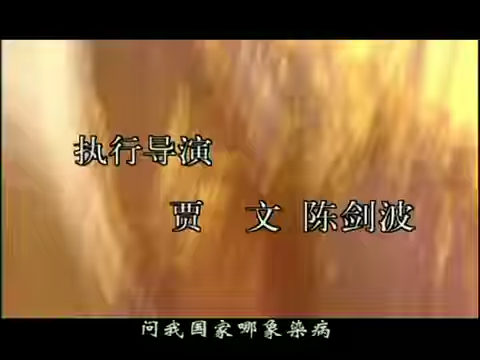 执行导演
贾 文 陈剑波
问我国家哪象染病